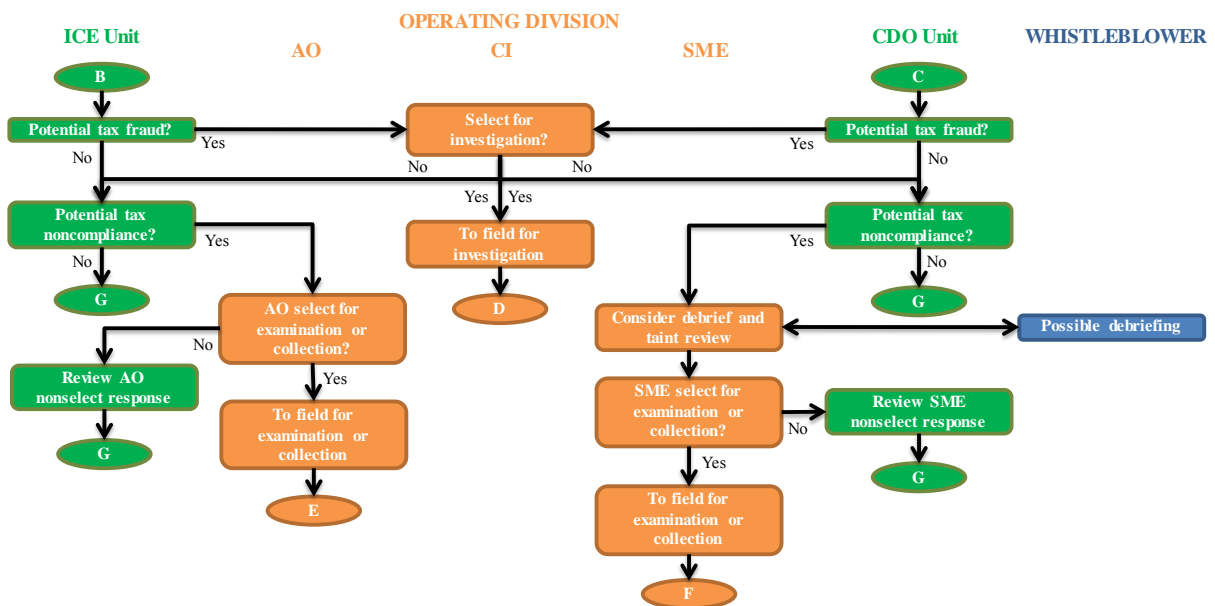 OPERATING DIVISION
ICE Unit
AO
CI
SME
CDO Unit
WHISTLEBLOWER
B
C
Potential tax fraud?
Yes
Select for
investigation?
Yes
Potential tax fraud?
No
No
No
No
Yes
Yes
Potential tax
noncompliance?
Yes
To field for
investigation
Yes
Potential tax
noncompliance?
No
No
G
D
G
AO select for
examination or
collection?
No
Consider debrief and
taint review
Possible debriefing
Review AO
nonselect response
Yes
SME select for
examination or
collection?
No
Review SME
nonselect response
G
To field for
examination or
collection
Yes
G
E
To field for
examination or
collection
F